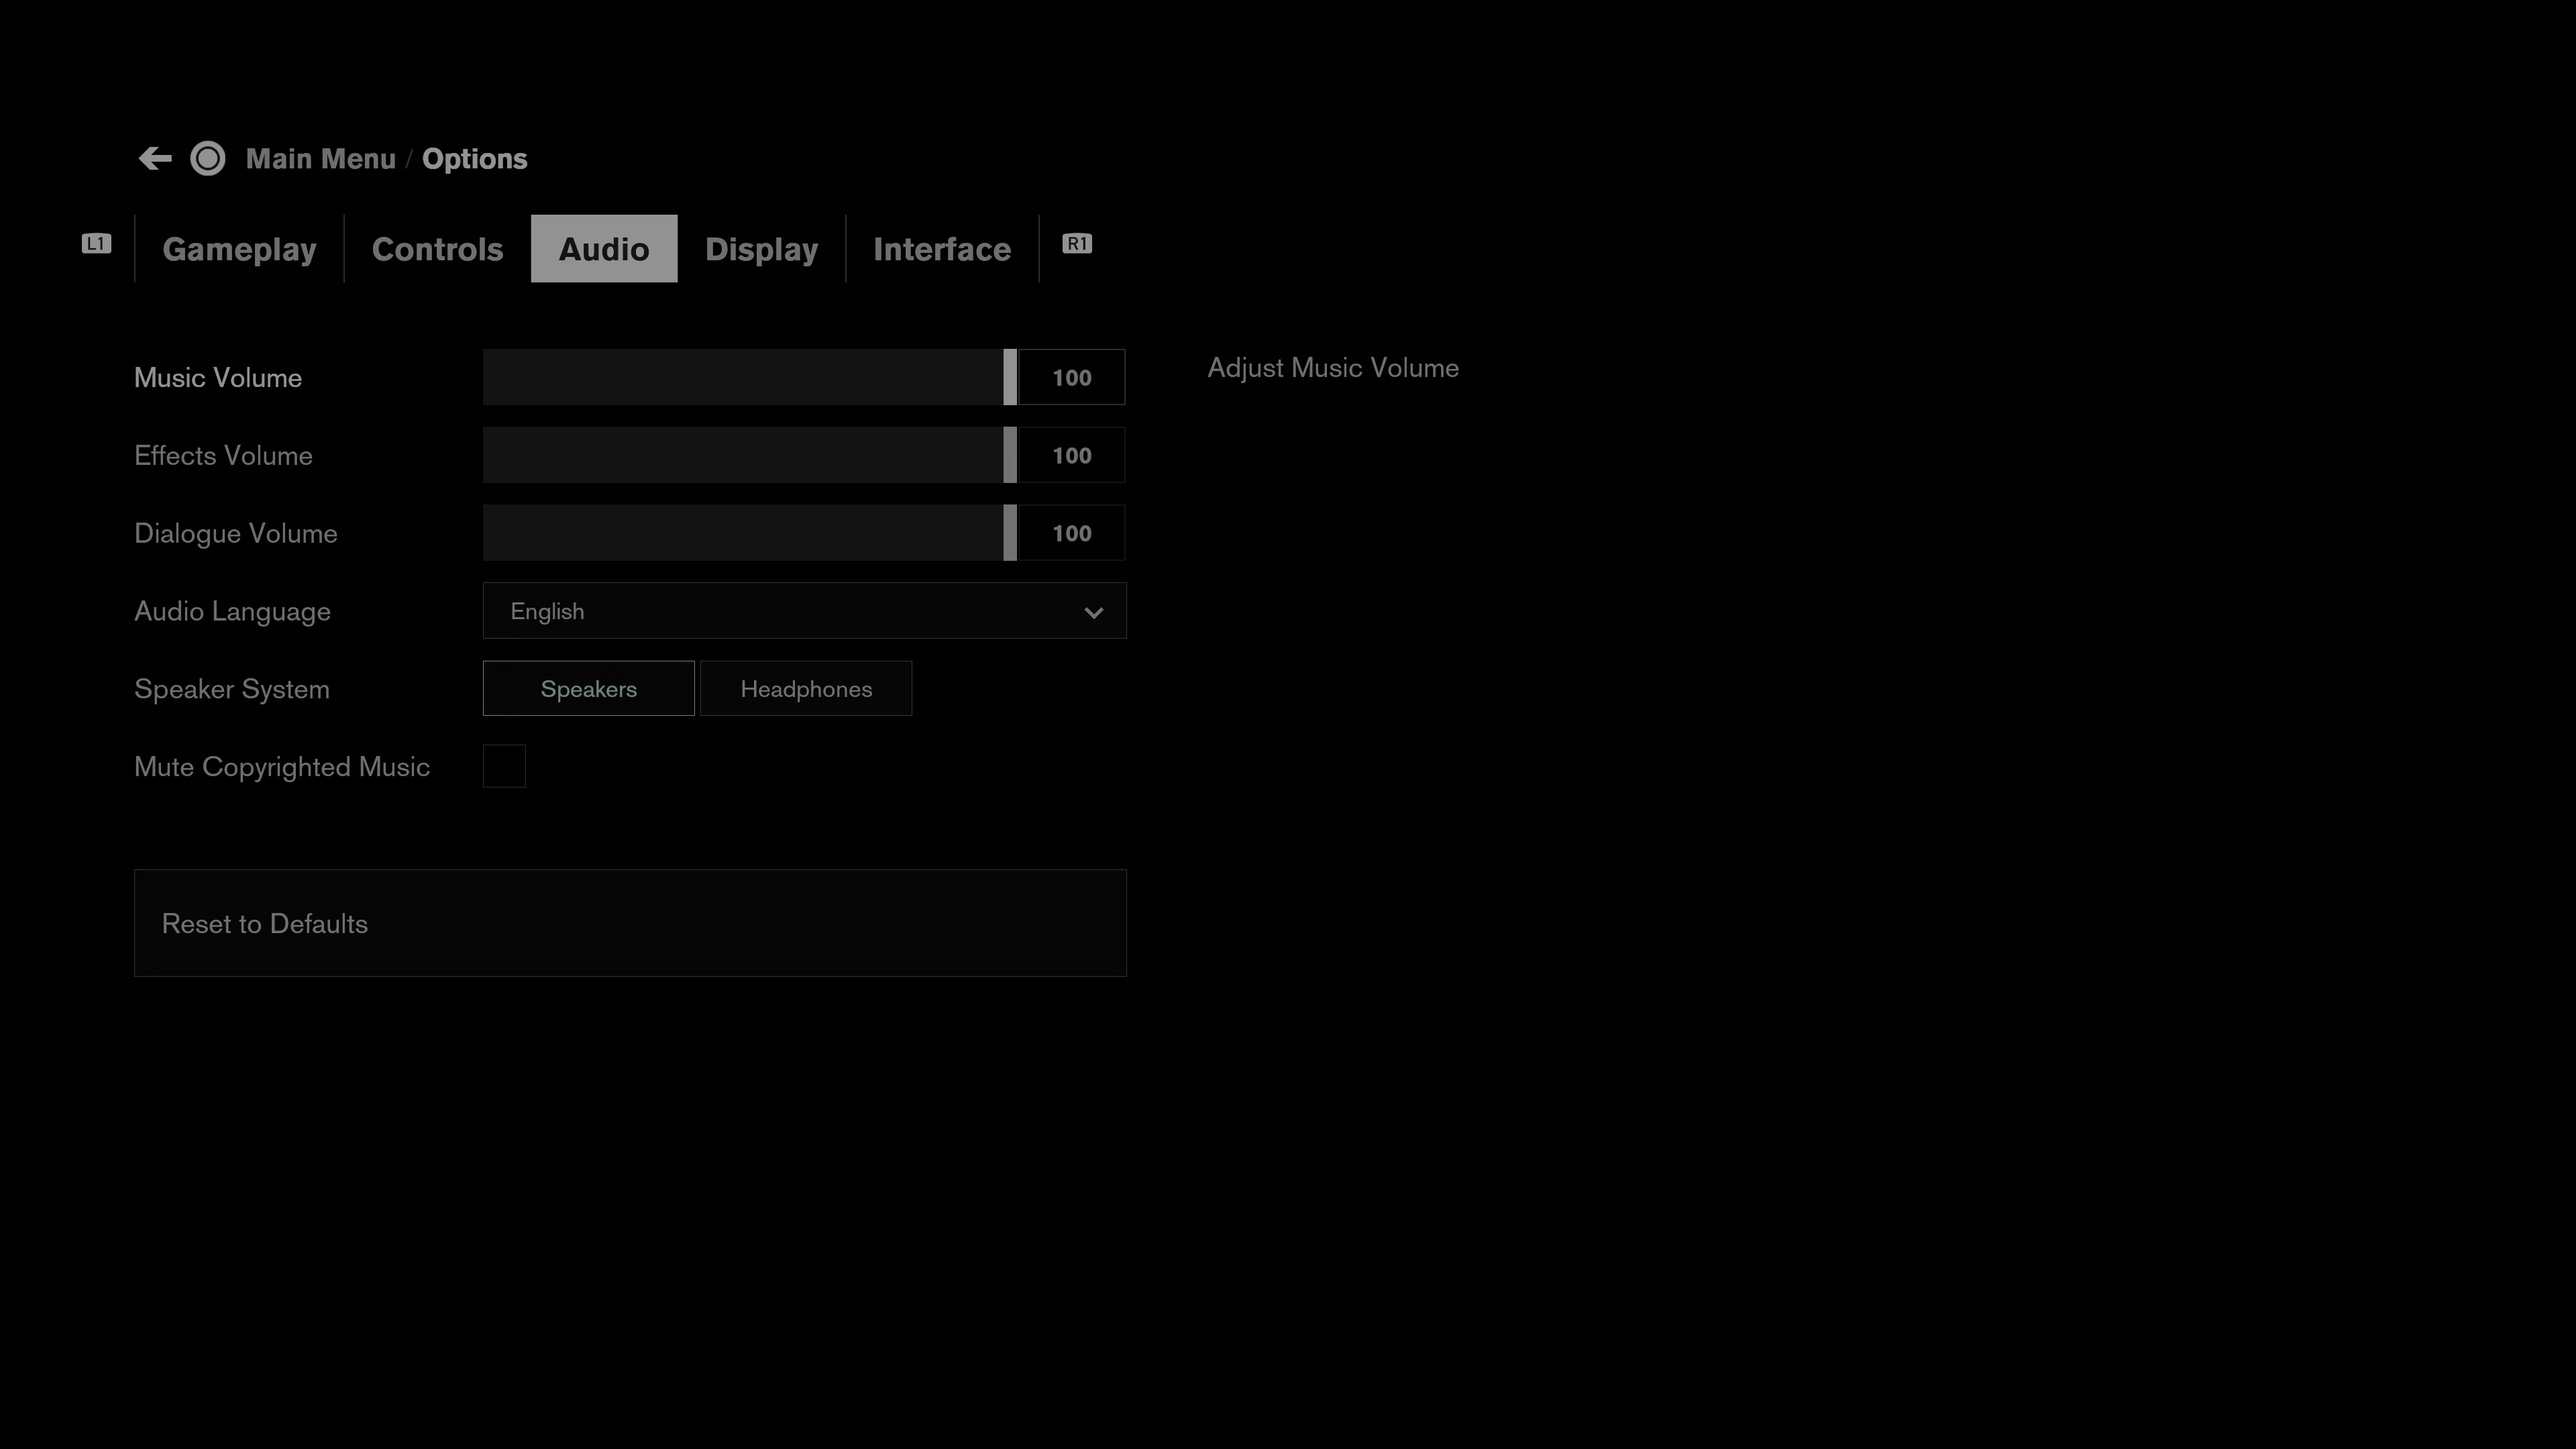 Main Menu / Options
L1 Gameplay Controls Audio Display Interface R1
Music Volume 100 Adjust Music Volume
Effects Volume 100
Dialogue Volume 100
Audio Language English
Speaker System Speakers Headphones
Mute Copyrighted Music
Reset to Defaults